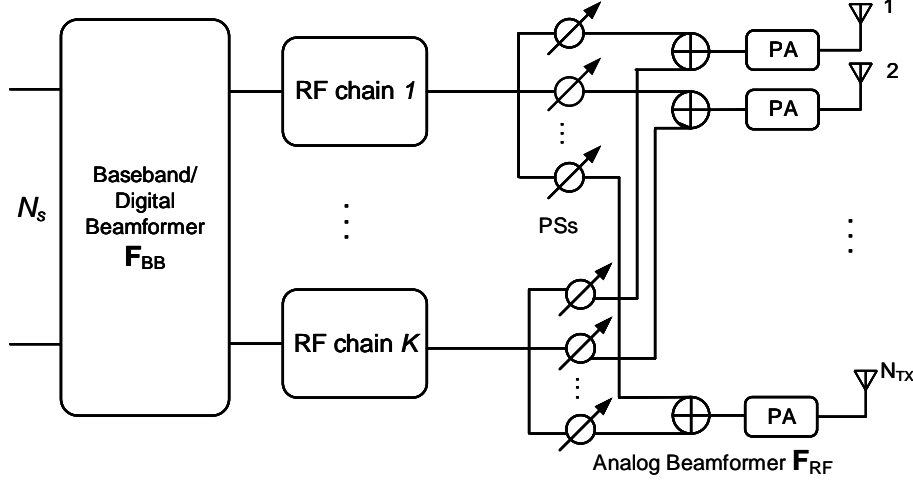 1
PA
RF chain 1
2
PA
Baseband/
Digital
Beamformer
F_BB
N_s
PSs
RF chain K
N_TX
PA
Analog Beamformer F_RF